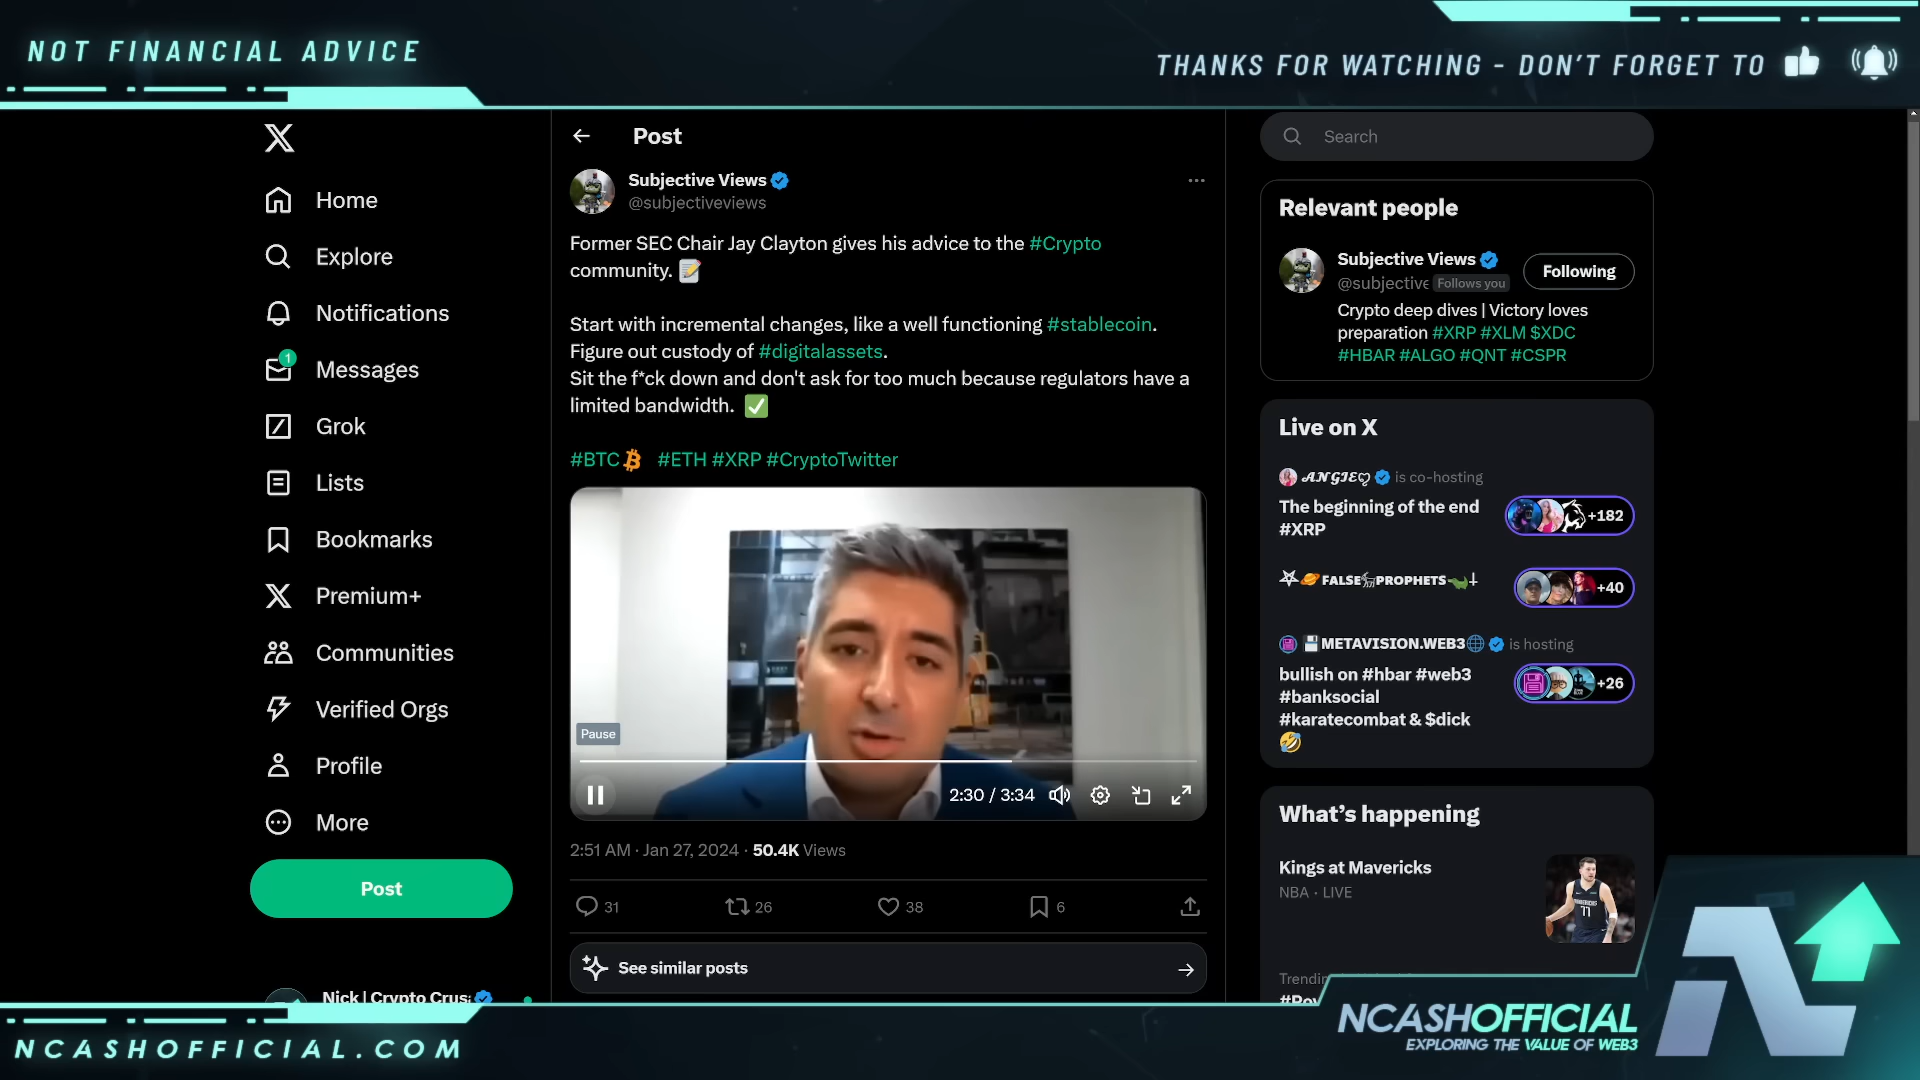 NOT FINANCIAL ADVICE
THANKS FOR WATCHING - DON'T FORGET TO
Home
Explore
Notifications
1
Messages
Grok
Lists
Bookmarks
Premium+
Communities
Verified Orgs
Profile
More
Post
Nick | Crypto Crus
Post
Subjective Views
@subjectiveviews
Former SEC Chair Jay Clayton gives his advice to the #Crypto
community. 📝
Start with incremental changes, like a well functioning #stablecoin.
Figure out custody of #digitalassets.
Sit the f*ck down and don't ask for too much because regulators have a
limited bandwidth. ✅
#BTC #ETH #XRP #CryptoTwitter
Pause
2:30 / 3:34
2:51 AM · Jan 27, 2024 · 50.4K Views
31 26 38 6
See similar posts
Search
Relevant people
Subjective Views
@subjective Follows you
Following
Crypto deep dives | Victory loves
preparation #XRP #XLM $XDC
#HBAR #ALGO #QNT #CSPR
Live on X
ANGIE is co-hosting
The beginning of the end
#XRP
+182
FALSE PROPHETS
+40
METAVISION.WEB3 is hosting
bullish on #hbar #web3
#banksocial
#karatecombat & $dick
🤣
+26
What's happening
Kings at Mavericks
NBA · LIVE
77
NCASHOFFICIAL.COM
NCASHOFFICIAL
EXPLORING THE VALUE OF WEB3